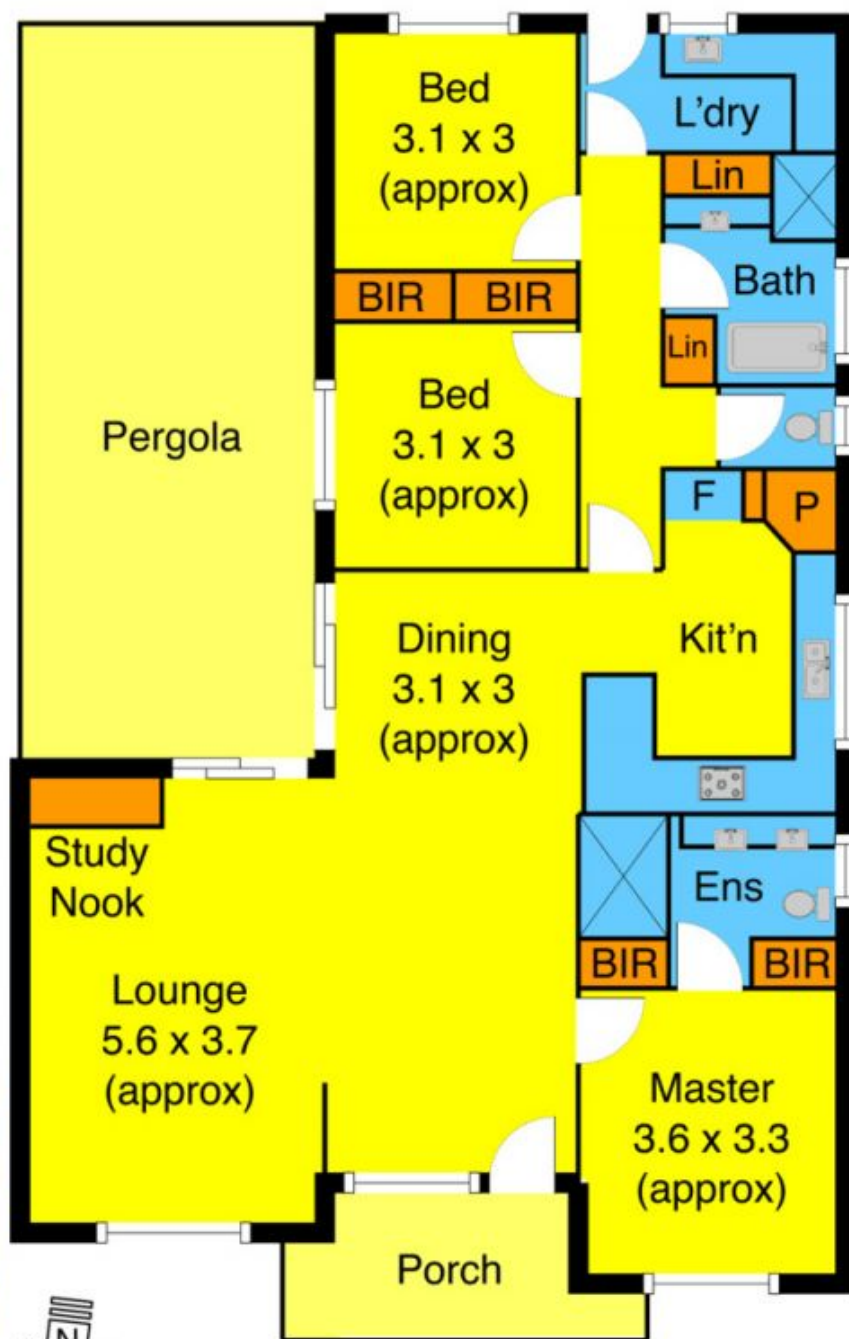 Bed
3.1 x 3
(approx)
L'dry
Lin
BIR
BIR
Bath
Lin
Pergola
Bed
3.1 x 3
(approx)
F
P
Dining
3.1 x 3
(approx)
Kit'n
Study
Nook
Ens
BIR
BIR
Lounge
5.6 x 3.7
(approx)
Master
3.6 x 3.3
(approx)
Porch
N